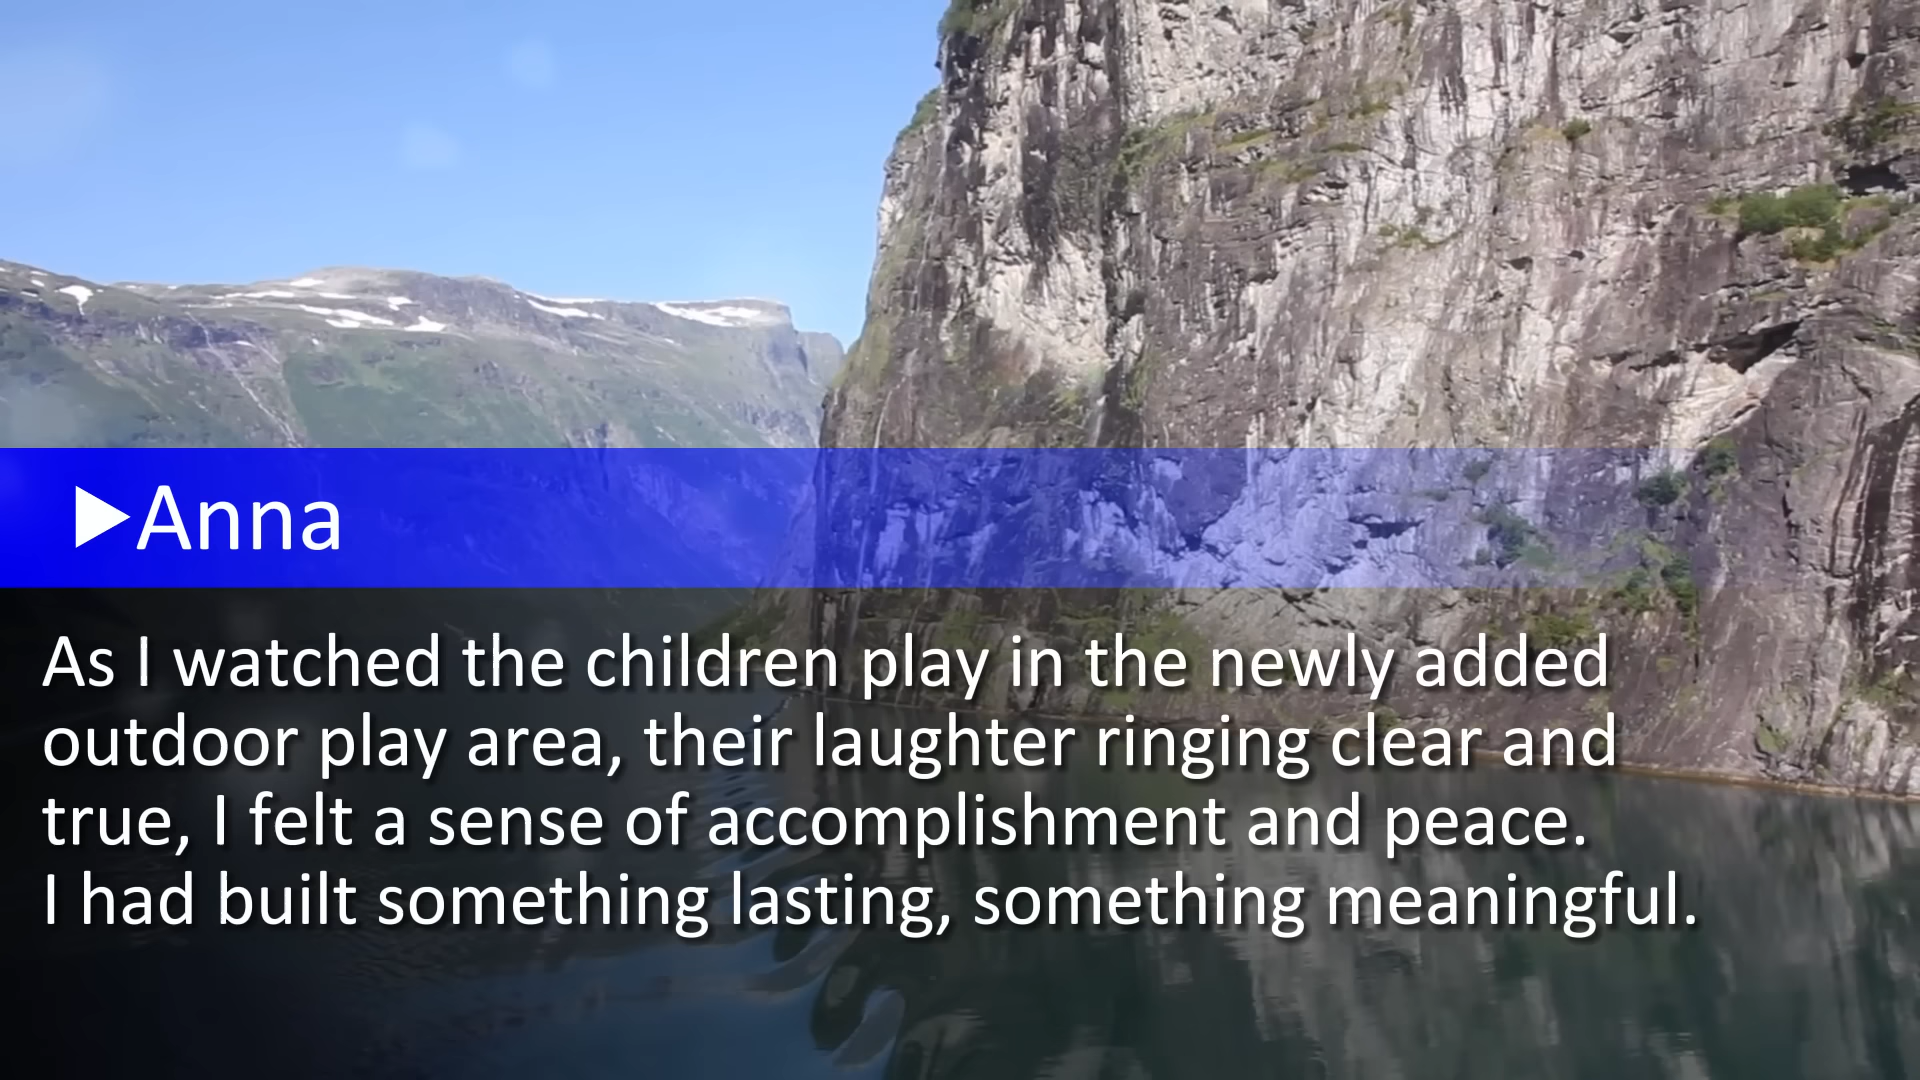 ▶Anna
As I watched the children play in the newly added
outdoor play area, their laughter ringing clear and
true, I felt a sense of accomplishment and peace.
I had built something lasting, something meaningful.